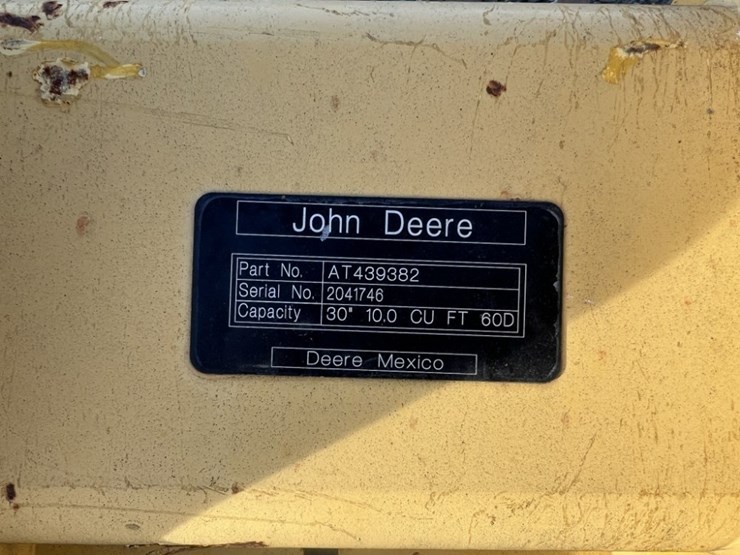 John Deere
Part No. AT439382
Serial No. 2041746
Capacity 30" 10.0 CU FT 60D
Deere Mexico